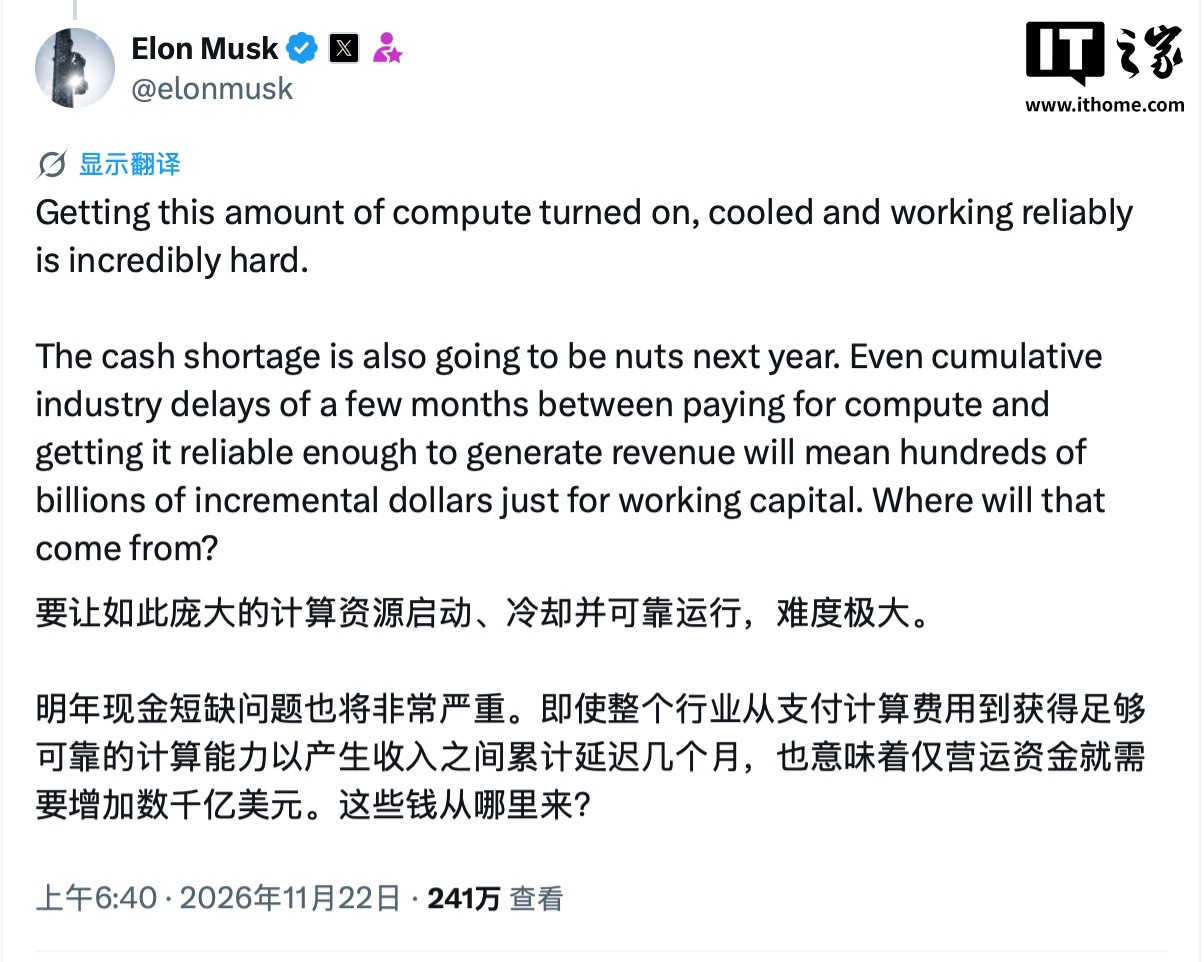 Elon Musk
@elonmusk
IT之家
www.ithome.com
显示翻译
Getting this amount of compute turned on, cooled and working reliably
is incredibly hard.
The cash shortage is also going to be nuts next year. Even cumulative
industry delays of a few months between paying for compute and
getting it reliable enough to generate revenue will mean hundreds of
billions of incremental dollars just for working capital. Where will that
come from?
要让如此庞大的计算资源启动、冷却并可靠运行，难度极大。
明年现金短缺问题也将非常严重。即使整个行业从支付计算费用到获得足够
可靠的计算能力以产生收入之间累计延迟几个月，也意味着仅营运资金就需
要增加数千亿美元。这些钱从哪里来?
上午6:40 · 2026年11月22日 · 241万 查看